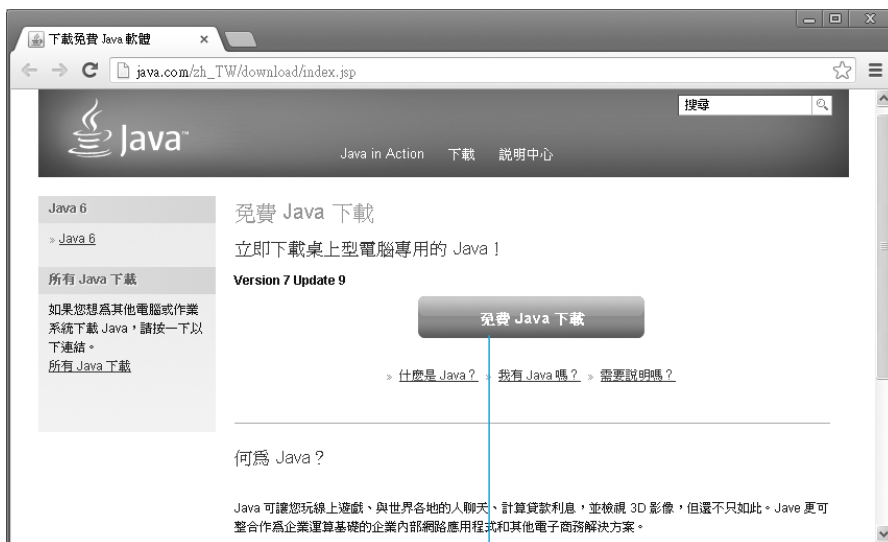 下載免費 Java 軟體
java.com/zh_TW/download/index.jsp
搜尋
Java™
Java in Action 下載 說明中心
Java 6
» Java 6
所有 Java 下載
如果您想為其他電腦或作業
系統下載 Java，請按一下以
下連結。
所有 Java 下載
免費 Java 下載
立即下載桌上型電腦專用的 Java！
Version 7 Update 9
免費 Java 下載
» 什麼是 Java？ » 我有 Java 嗎？ » 需要說明嗎？
何為 Java？
Java 可讓您玩線上遊戲、與世界各地的人聊天、計算貸款利息，並檢視 3D 影像，但還不只如此。Jave 更可
整合作為企業運算基礎的企業內部網路應用程式和其他電子商務解決方案。